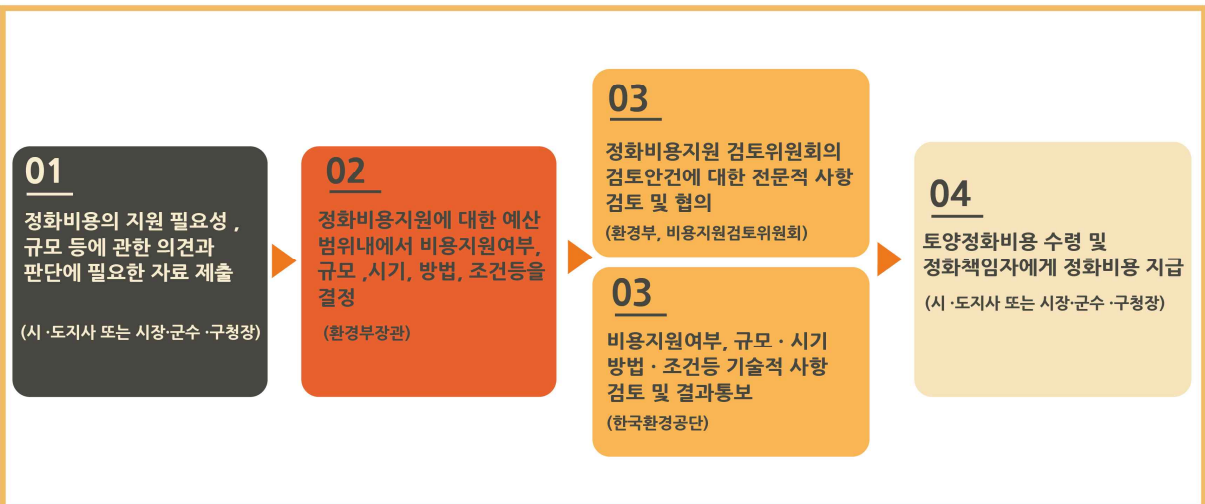 01
정화비용의 지원 필요성 ,
규모 등에 관한 의견과
판단에 필요한 자료 제출
(시 ·도지사 또는 시장·군수 ·구청장)
02
정화비용지원에 대한 예산
범위내에서 비용지원여부,
규모 ,시기, 방법, 조건등을
결정
(환경부장관)
03
정화비용지원 검토위원회의
검토안건에 대한 전문적 사항
검토 및 협의
(환경부, 비용지원검토위원회)
03
비용지원여부, 규모 · 시기
방법 · 조건등 기술적 사항
검토 및 결과통보
(한국환경공단)
04
토양정화비용 수령 및
정화책임자에게 정화비용 지급
(시 ·도지사 또는 시장·군수 ·구청장)